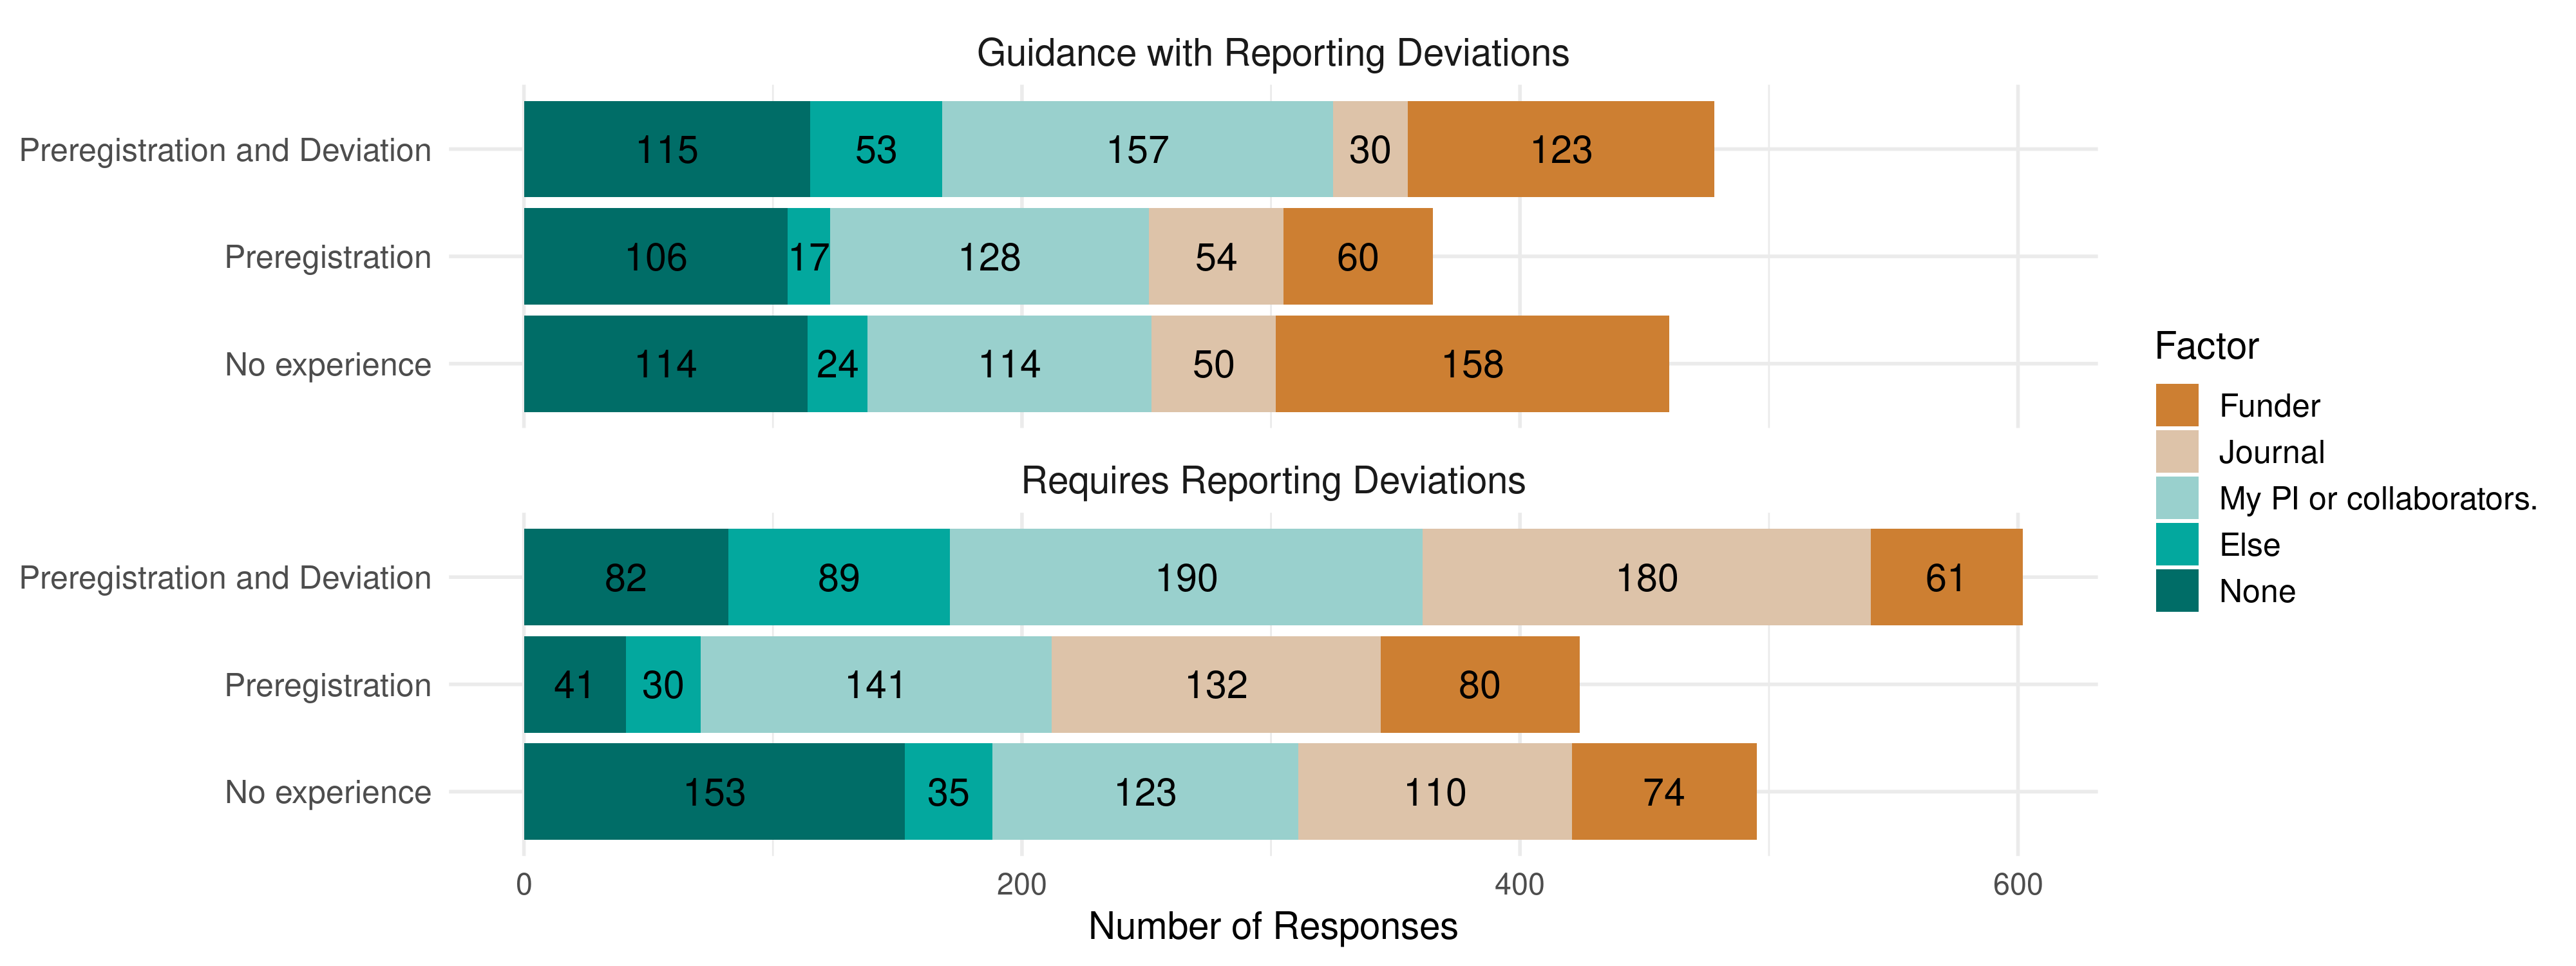 Guidance with Reporting Deviations
Preregistration and Deviation
115 53 157 30 123
Preregistration
106 17 128 54 60
No experience
114 24 114 50 158
Requires Reporting Deviations
Preregistration and Deviation
82 89 190 180 61
Preregistration
41 30 141 132 80
No experience
153 35 123 110 74
0 200 400 600
Number of Responses
Factor
Funder
Journal
My PI or collaborators.
Else
None